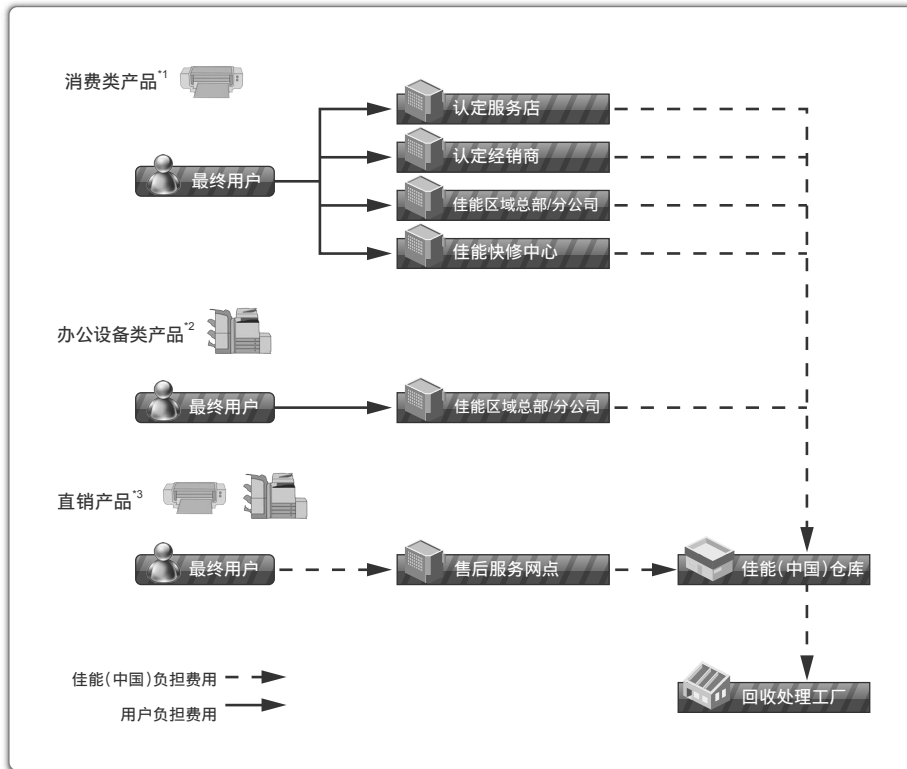 消费类产品*1
认定服务店
认定经销商
最终用户
佳能区域总部/分公司
佳能快修中心
办公设备类产品*2
最终用户
佳能区域总部/分公司
直销产品*3
最终用户
售后服务网点
佳能(中国)仓库
佳能(中国)负担费用
用户负担费用
回收处理工厂